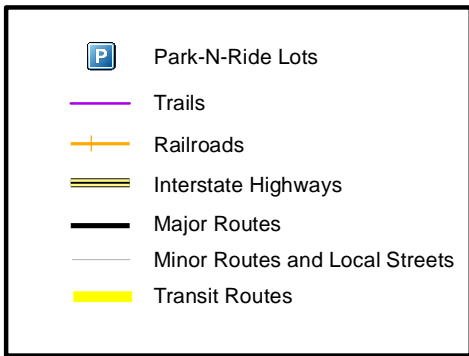 P
Park-N-Ride Lots
Trails
Railroads
Interstate Highways
Major Routes
Minor Routes and Local Streets
Transit Routes